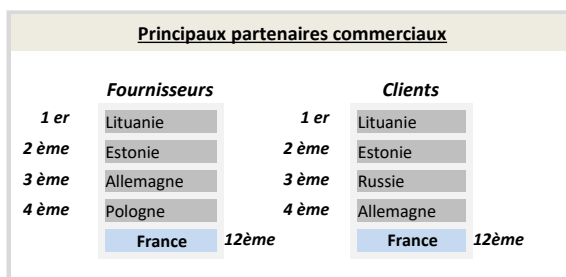 Principaux partenaires commerciaux
Fournisseurs Clients
1 er Lituanie 1 er Lituanie
2 ème Estonie 2 ème Estonie
3 ème Allemagne 3 ème Russie
4 ème Pologne 4 ème Allemagne
France 12ème France 12ème